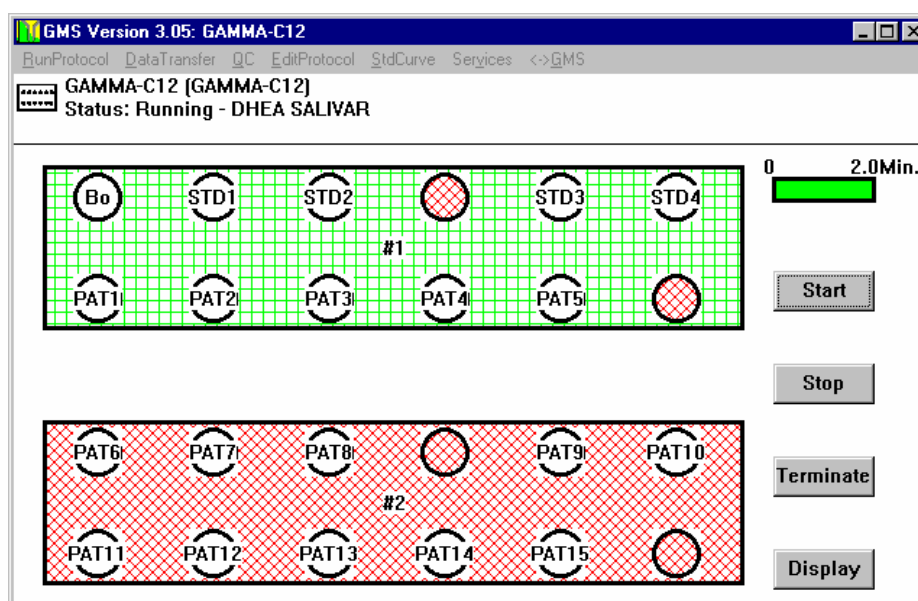 GMS Version 3.05: GAMMA-C12
RunProtocol DataTransfer QC EditProtocol StdCurve Services <->GMS
GAMMA-C12 (GAMMA-C12)
Status: Running - DHEA SALIVAR
0 2.0Min.
Bo STD1 STD2 STD3 STD4
#1
PAT1 PAT2 PAT3 PAT4 PAT5
Start
Stop
PAT6 PAT7 PAT8 PAT9 PAT10
Terminate
#2
PAT11 PAT12 PAT13 PAT14 PAT15
Display